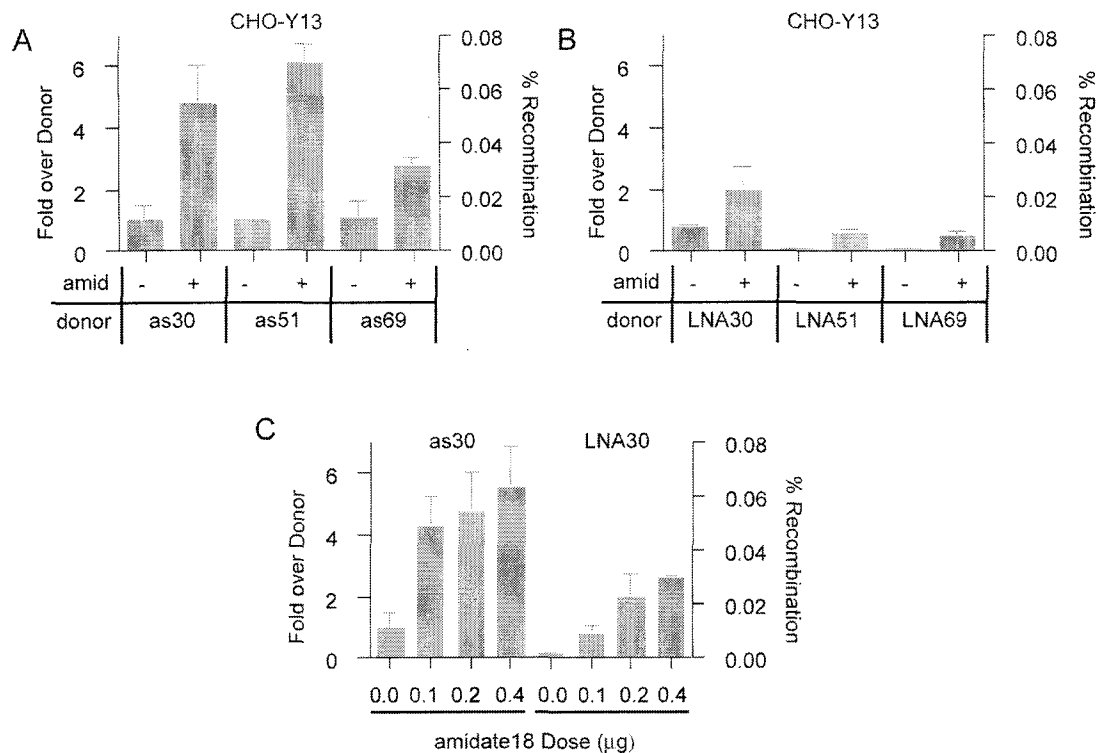 A
CHO-Y13
Fold over Donor
6
4
2
0
% Recombination
0.08
0.06
0.04
0.02
0.00
amid - + - + - +
donor as30 as51 as69
B
CHO-Y13
Fold over Donor
6
4
2
0
% Recombination
0.08
0.06
0.04
0.02
0.00
amid - + - + - +
donor LNA30 LNA51 LNA69
C
as30 LNA30
Fold over Donor
6
4
2
0
% Recombination
0.08
0.06
0.04
0.02
0.00
0.0 0.1 0.2 0.4 0.0 0.1 0.2 0.4
amidate18 Dose (µg)